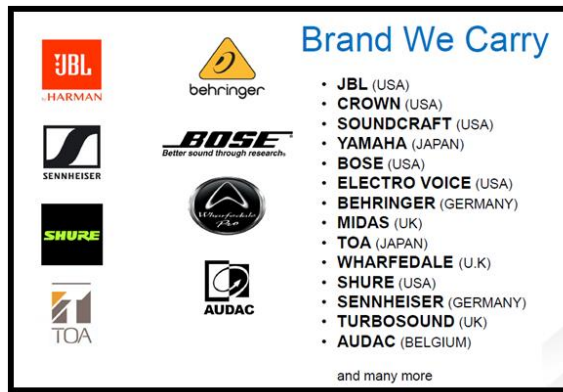 Brand We Carry
JBL
by HARMAN
behringer
SENNHEISER
BOSE
Better sound through research®
SHURE
Wharfedale
Pro
TOA
AUDAC
• JBL (USA)
• CROWN (USA)
• SOUNDCRAFT (USA)
• YAMAHA (JAPAN)
• BOSE (USA)
• ELECTRO VOICE (USA)
• BEHRINGER (GERMANY)
• MIDAS (UK)
• TOA (JAPAN)
• WHARFEDALE (U.K)
• SHURE (USA)
• SENNHEISER (GERMANY)
• TURBOSOUND (UK)
• AUDAC (BELGIUM)
and many more